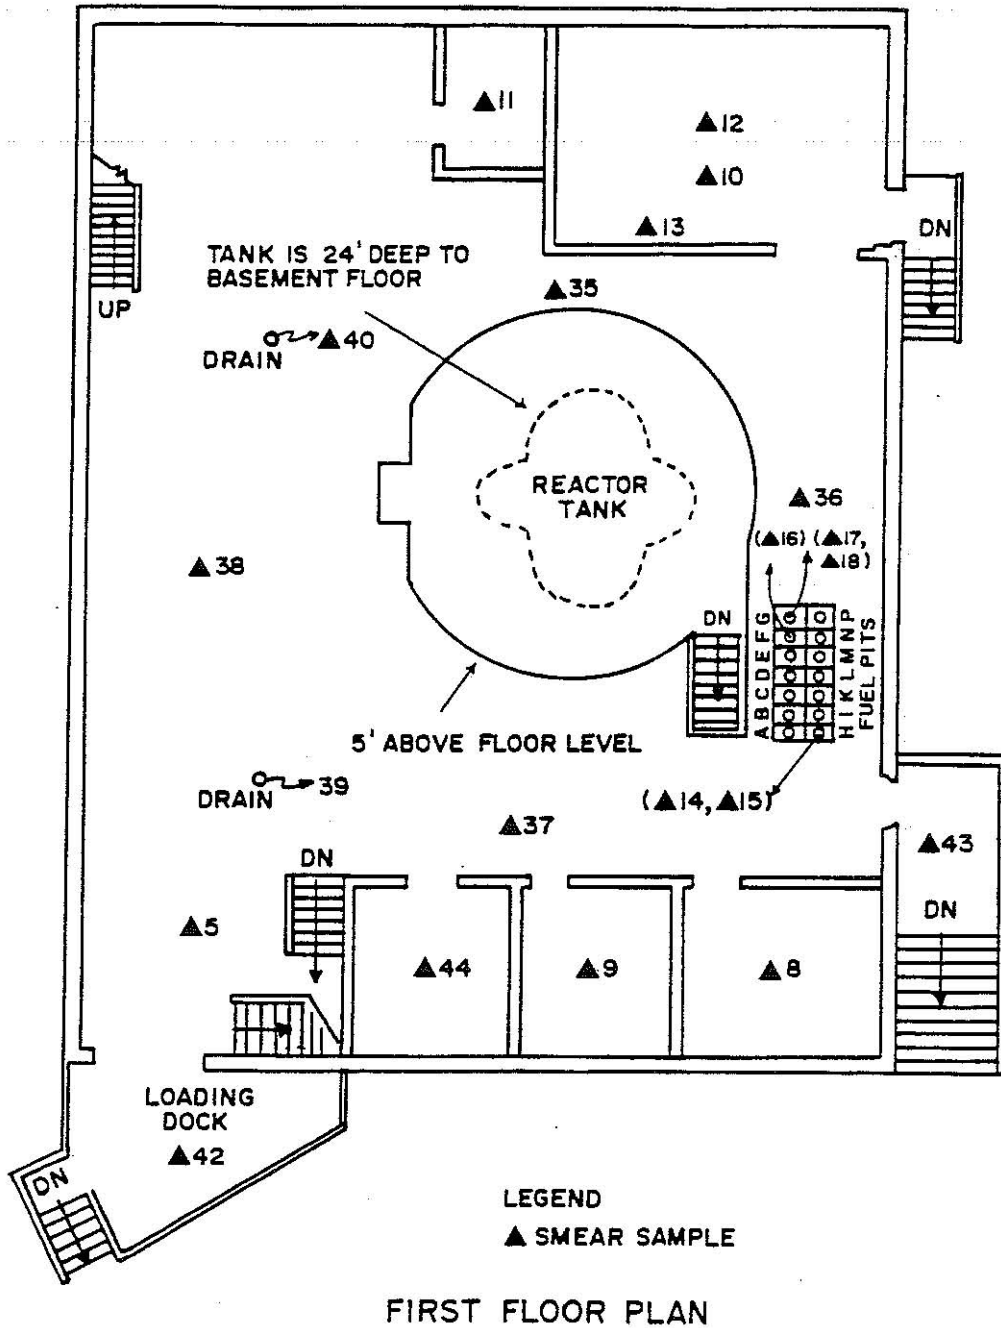 ▲11
▲12
▲10
▲13
DN
TANK IS 24' DEEP TO
BASEMENT FLOOR
▲35
UP
▲40
DRAIN
REACTOR
TANK
▲36
(▲16) (▲17,
▲18)
▲38
DN
A B C D E F G
H I K L M N P
FUEL PITS
5' ABOVE FLOOR LEVEL
39
DRAIN
(▲14, ▲15)
▲37
▲43
DN
DN
▲5
▲44
▲9
▲8
LOADING
DOCK
▲42
DN
LEGEND
▲ SMEAR SAMPLE
FIRST FLOOR PLAN